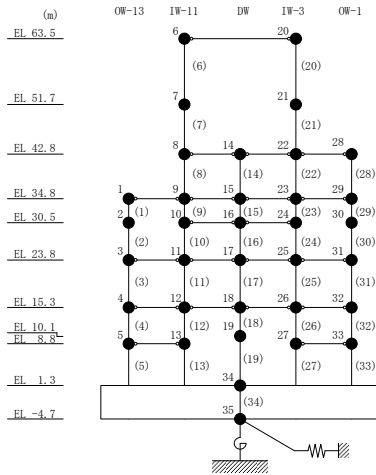 (m) OW-13 IW-11 DW IW-3 OW-1
EL 63.5 6 20
(6) (20)
EL 51.7 7 21
(7) (21)
EL 42.8 8 14 22 28
(8) (14) (22) (28)
EL 34.8 1 9 15 23 29
(1) (9) (15) (23) (29)
EL 30.5 2 10 16 24 30
(2) (10) (16) (24) (30)
EL 23.8 3 11 17 25 31
(3) (11) (17) (25) (31)
EL 15.3 4 12 18 26 32
(4) (12) (18) (26) (32)
EL 10.1 19
EL 8.8 5 13 27 33
(5) (13) (19) (27) (33)
EL 1.3 34
(34)
EL -4.7 35